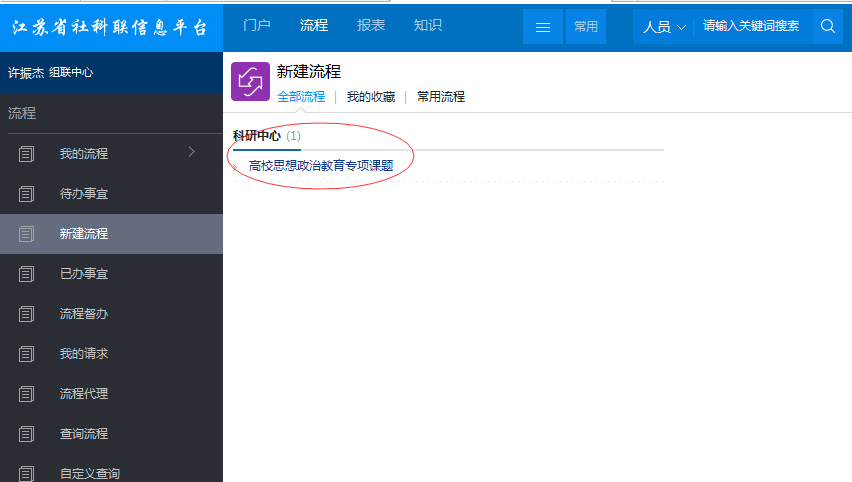 江苏省社科联信息平台
门户 流程 报表 知识 常用 人员 请输入关键词搜索
许振杰 组联中心
流程
我的流程
待办事宜
新建流程
已办事宜
流程督办
我的请求
流程代理
查询流程
自定义查询
新建流程
全部流程 | 我的收藏 | 常用流程
科研中心 (1)
高校思想政治教育专项课题